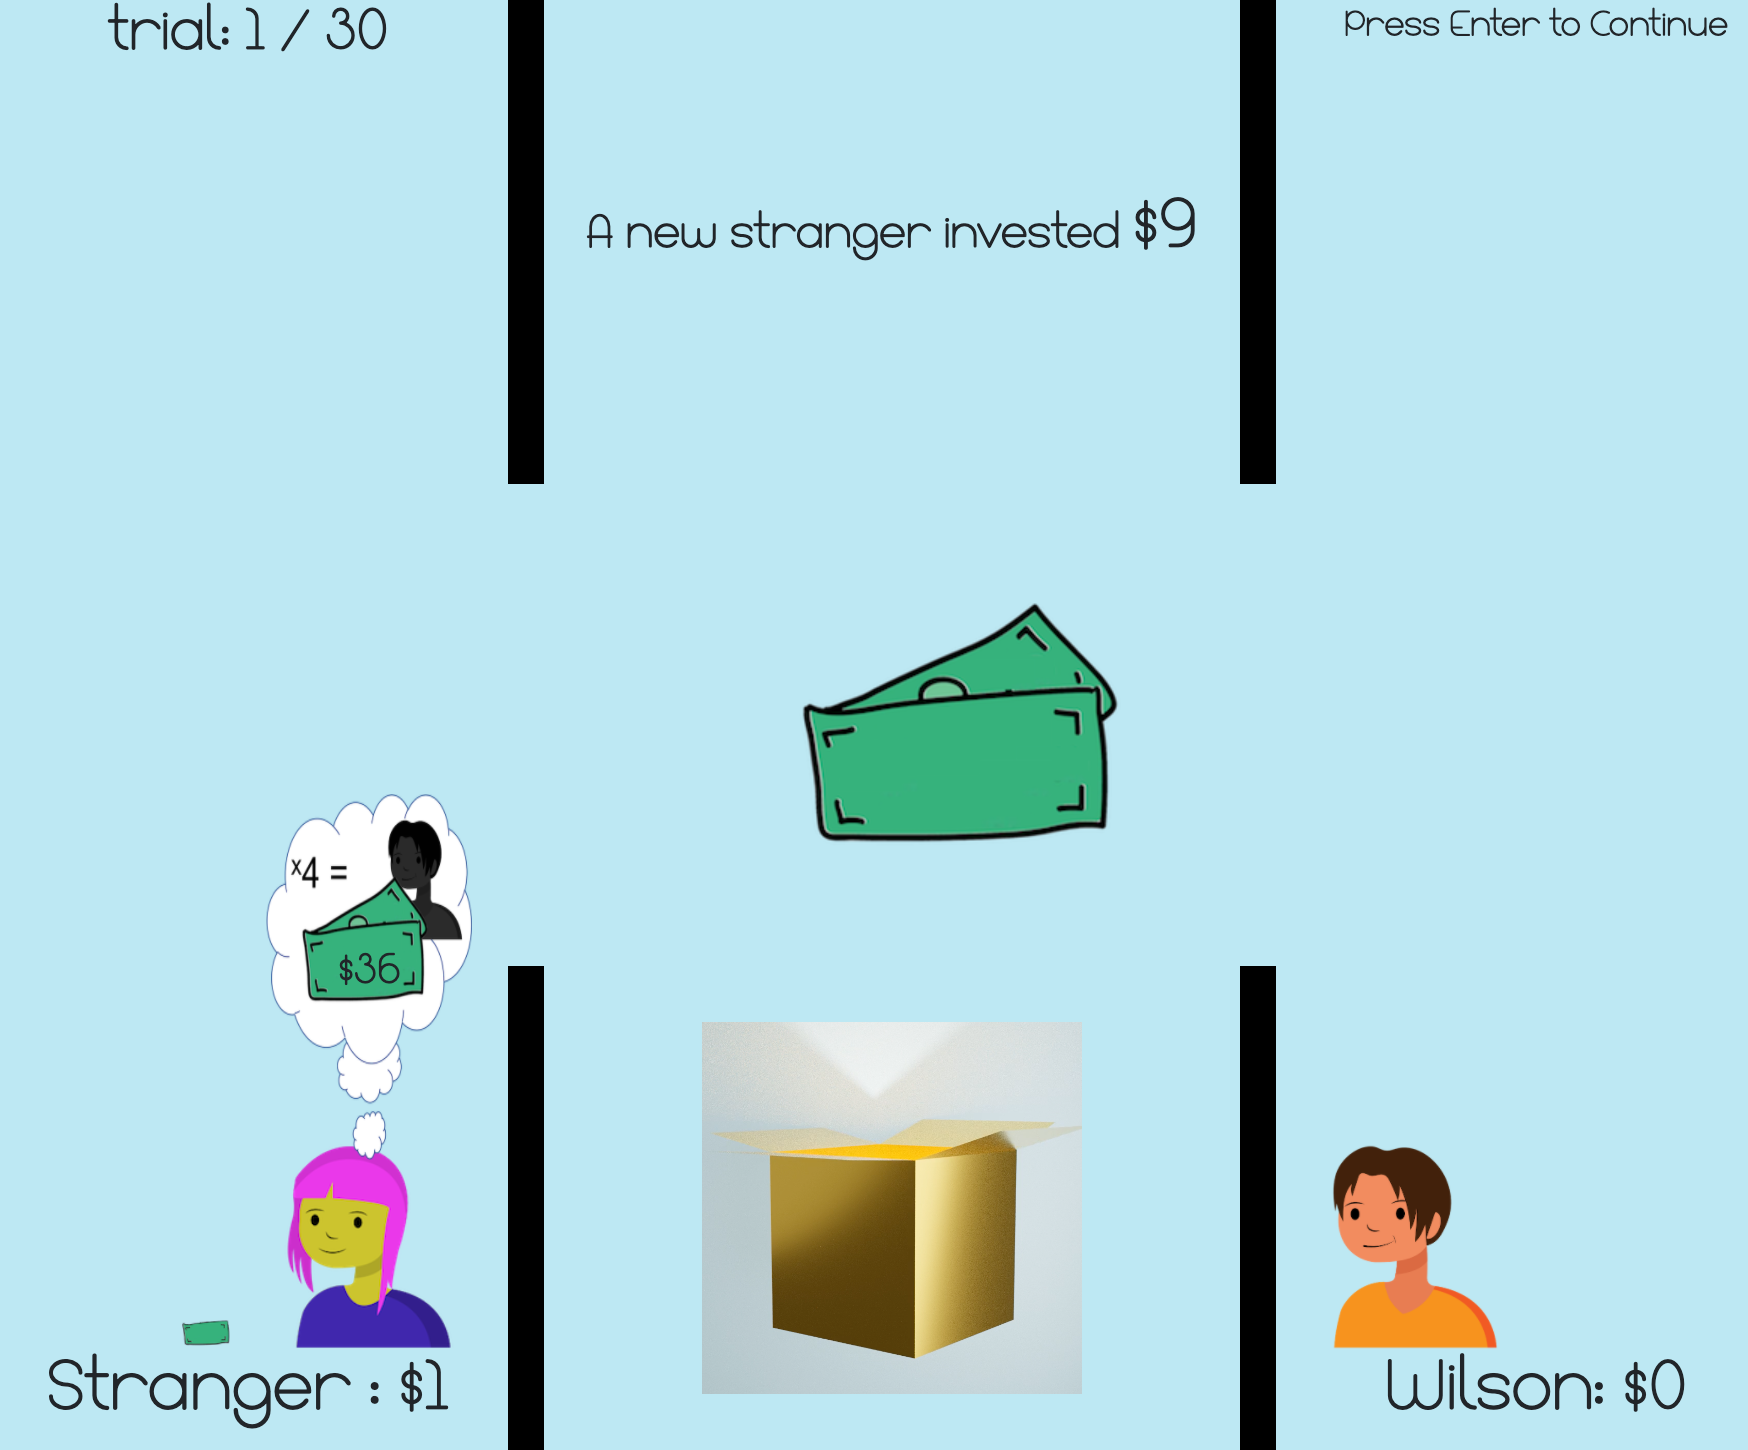 trial: 1 / 30
Press Enter to Continue
A new stranger invested $9
x4 =
$36
Stranger : $1
Wilson: $0